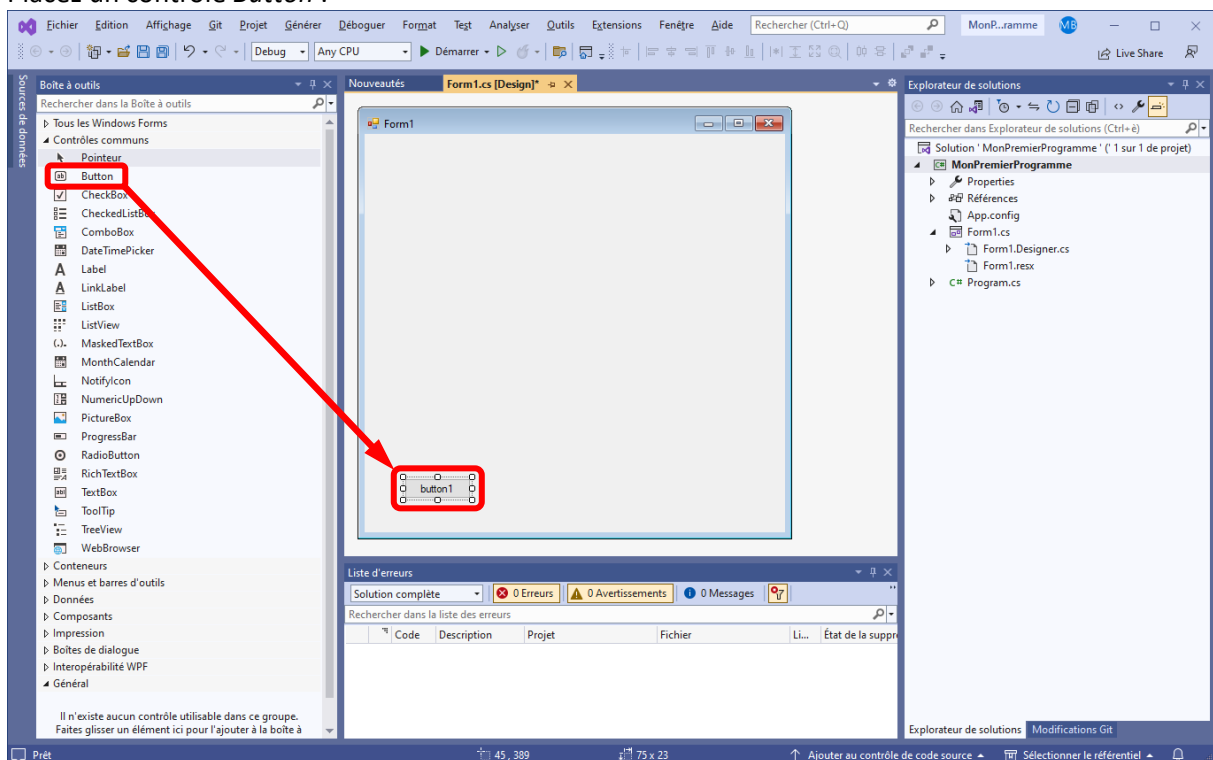 Placez un contrôle Button :
Fichier Edition Affichage Git Projet Générer Déboguer Format Test Analyser Outils Extensions Fenêtre Aide Rechercher (Ctrl+Q) MonP...ramme MB
Debug Any CPU Démarrer Live Share
Sources de données
Boîte à outils
Rechercher dans la Boîte à outils
Tous les Windows Forms
Contrôles communs
Pointeur
Button
CheckBox
CheckedListBox
ComboBox
DateTimePicker
Label
LinkLabel
ListBox
ListView
MaskedTextBox
MonthCalendar
NotifyIcon
NumericUpDown
PictureBox
ProgressBar
RadioButton
RichTextBox
TextBox
ToolTip
TreeView
WebBrowser
Conteneurs
Menus et barres d'outils
Données
Composants
Impression
Boîtes de dialogue
Interopérabilité WPF
Général
Il n'existe aucun contrôle utilisable dans ce groupe.
Faites glisser un élément ici pour l'ajouter à la boîte à
Nouveautés Form1.cs [Design]*
Form1
button1
Liste d'erreurs
Solution complète 0 Erreurs 0 Avertissements 0 Messages
Rechercher dans la liste des erreurs
Code Description Projet Fichier Li... État de la suppre
Explorateur de solutions
Rechercher dans Explorateur de solutions (Ctrl+è)
Solution ' MonPremierProgramme ' (' 1 sur 1 de projet)
MonPremierProgramme
Properties
Références
App.config
Form1.cs
Form1.Designer.cs
Form1.resx
C# Program.cs
Explorateur de solutions Modifications Git
Prêt 45 , 389 75 x 23 Ajouter au contrôle de code source Sélectionner le référentiel